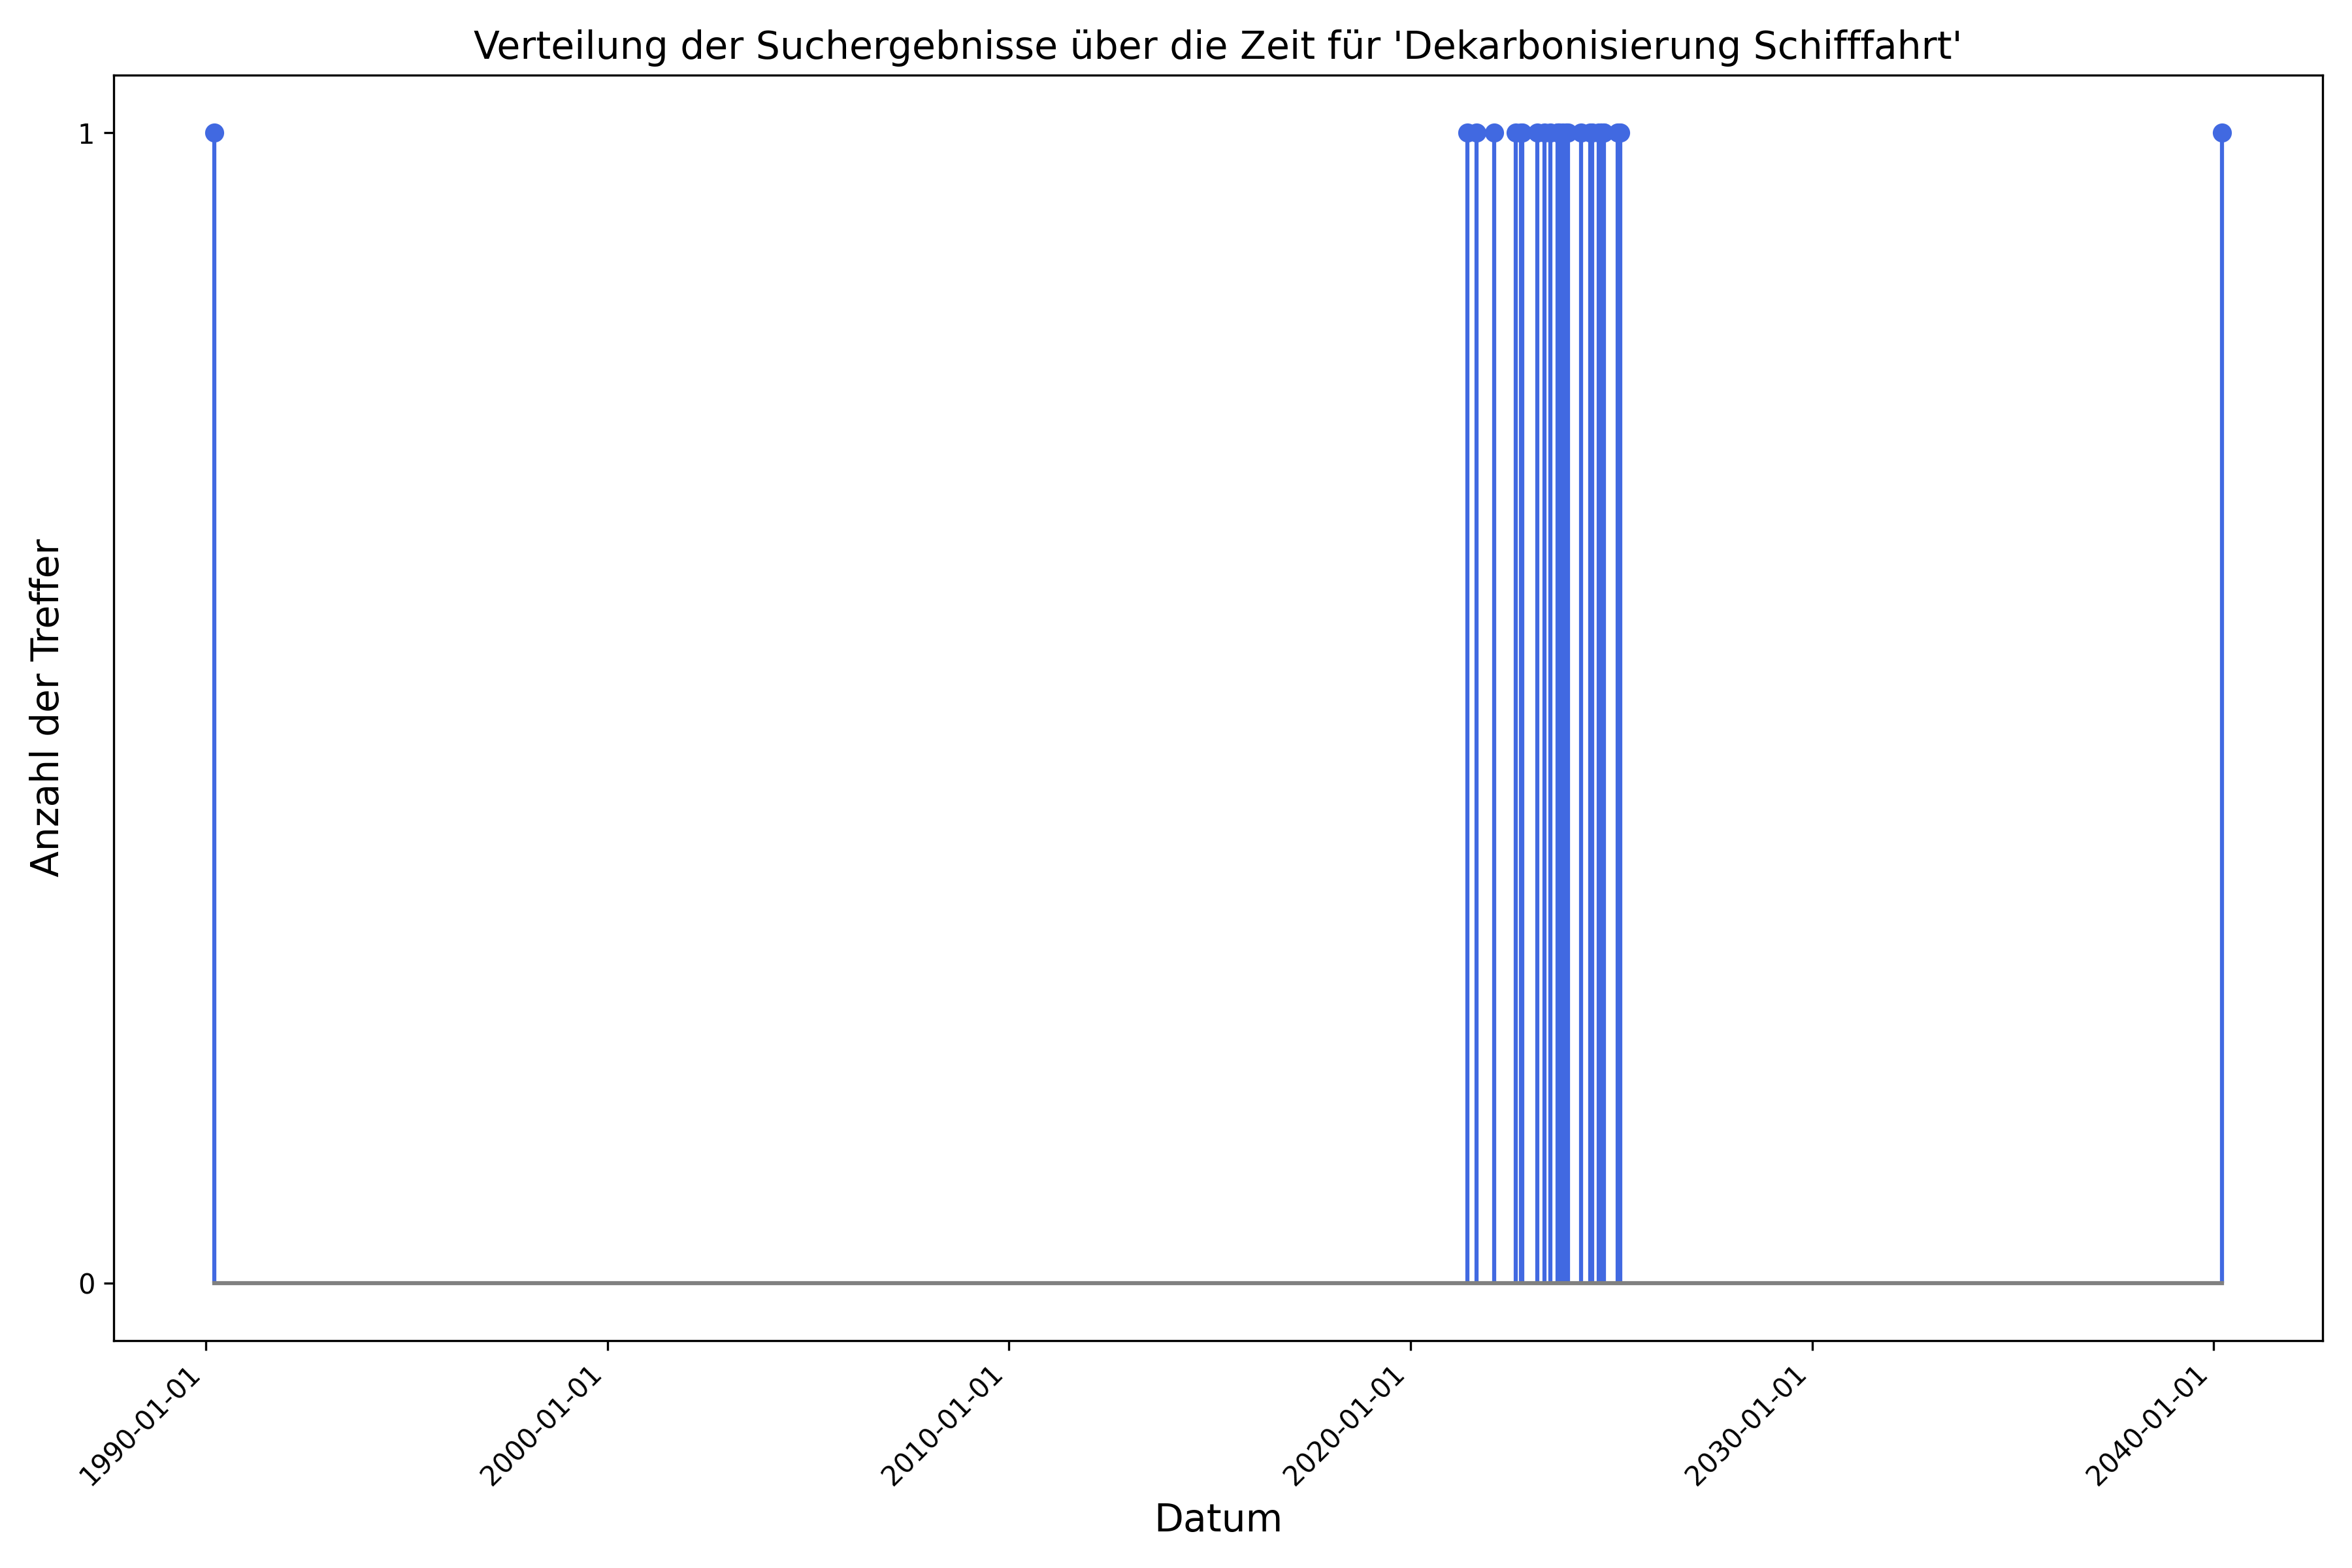 Verteilung der Suchergebnisse über die Zeit für 'Dekarbonisierung Schifffahrt'
Anzahl der Treffer
1
0
1990-01-01
2000-01-01
2010-01-01
2020-01-01
2030-01-01
2040-01-01
Datum